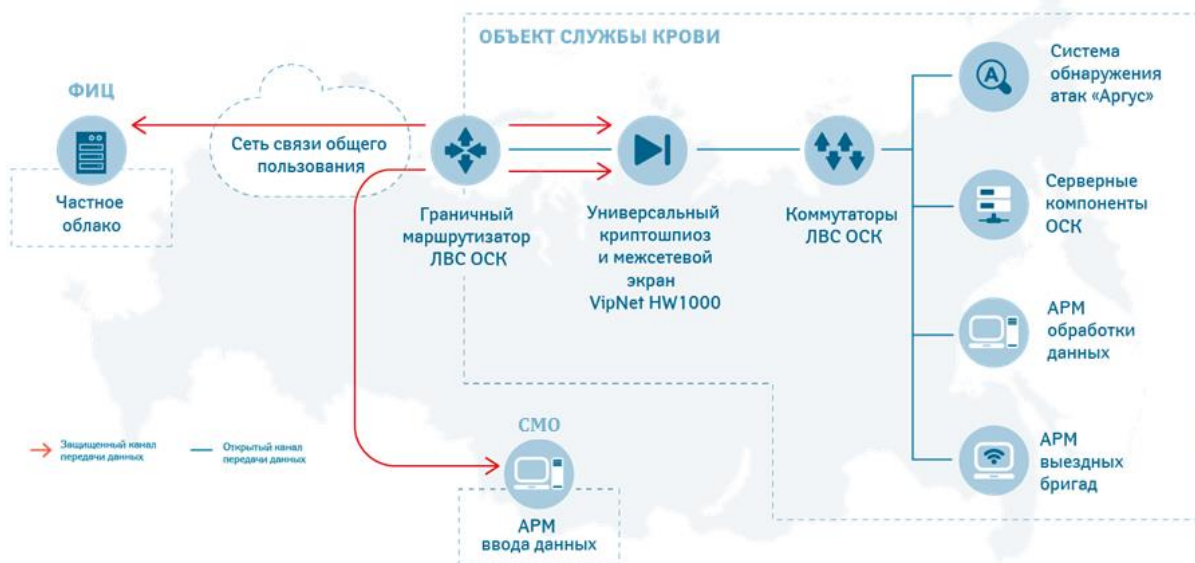 ОБЪЕКТ СЛУЖБЫ КРОВИ
ФИЦ
Частное
облако
Сеть связи общего
пользования
Граничный
маршрутизатор
ЛВС ОСК
Универсальный
криптошпиоз
и межсетевой
экран
VipNet HW1000
Коммутаторы
ЛВС ОСК
Система
обнаружения
атак «Аргус»
Серверные
компоненты
ОСК
АРМ
обработки
данных
АРМ
выездных
бригад
СМО
АРМ
ввода данных
Защищенный канал
передачи данных
Открытый канал
передачи данных